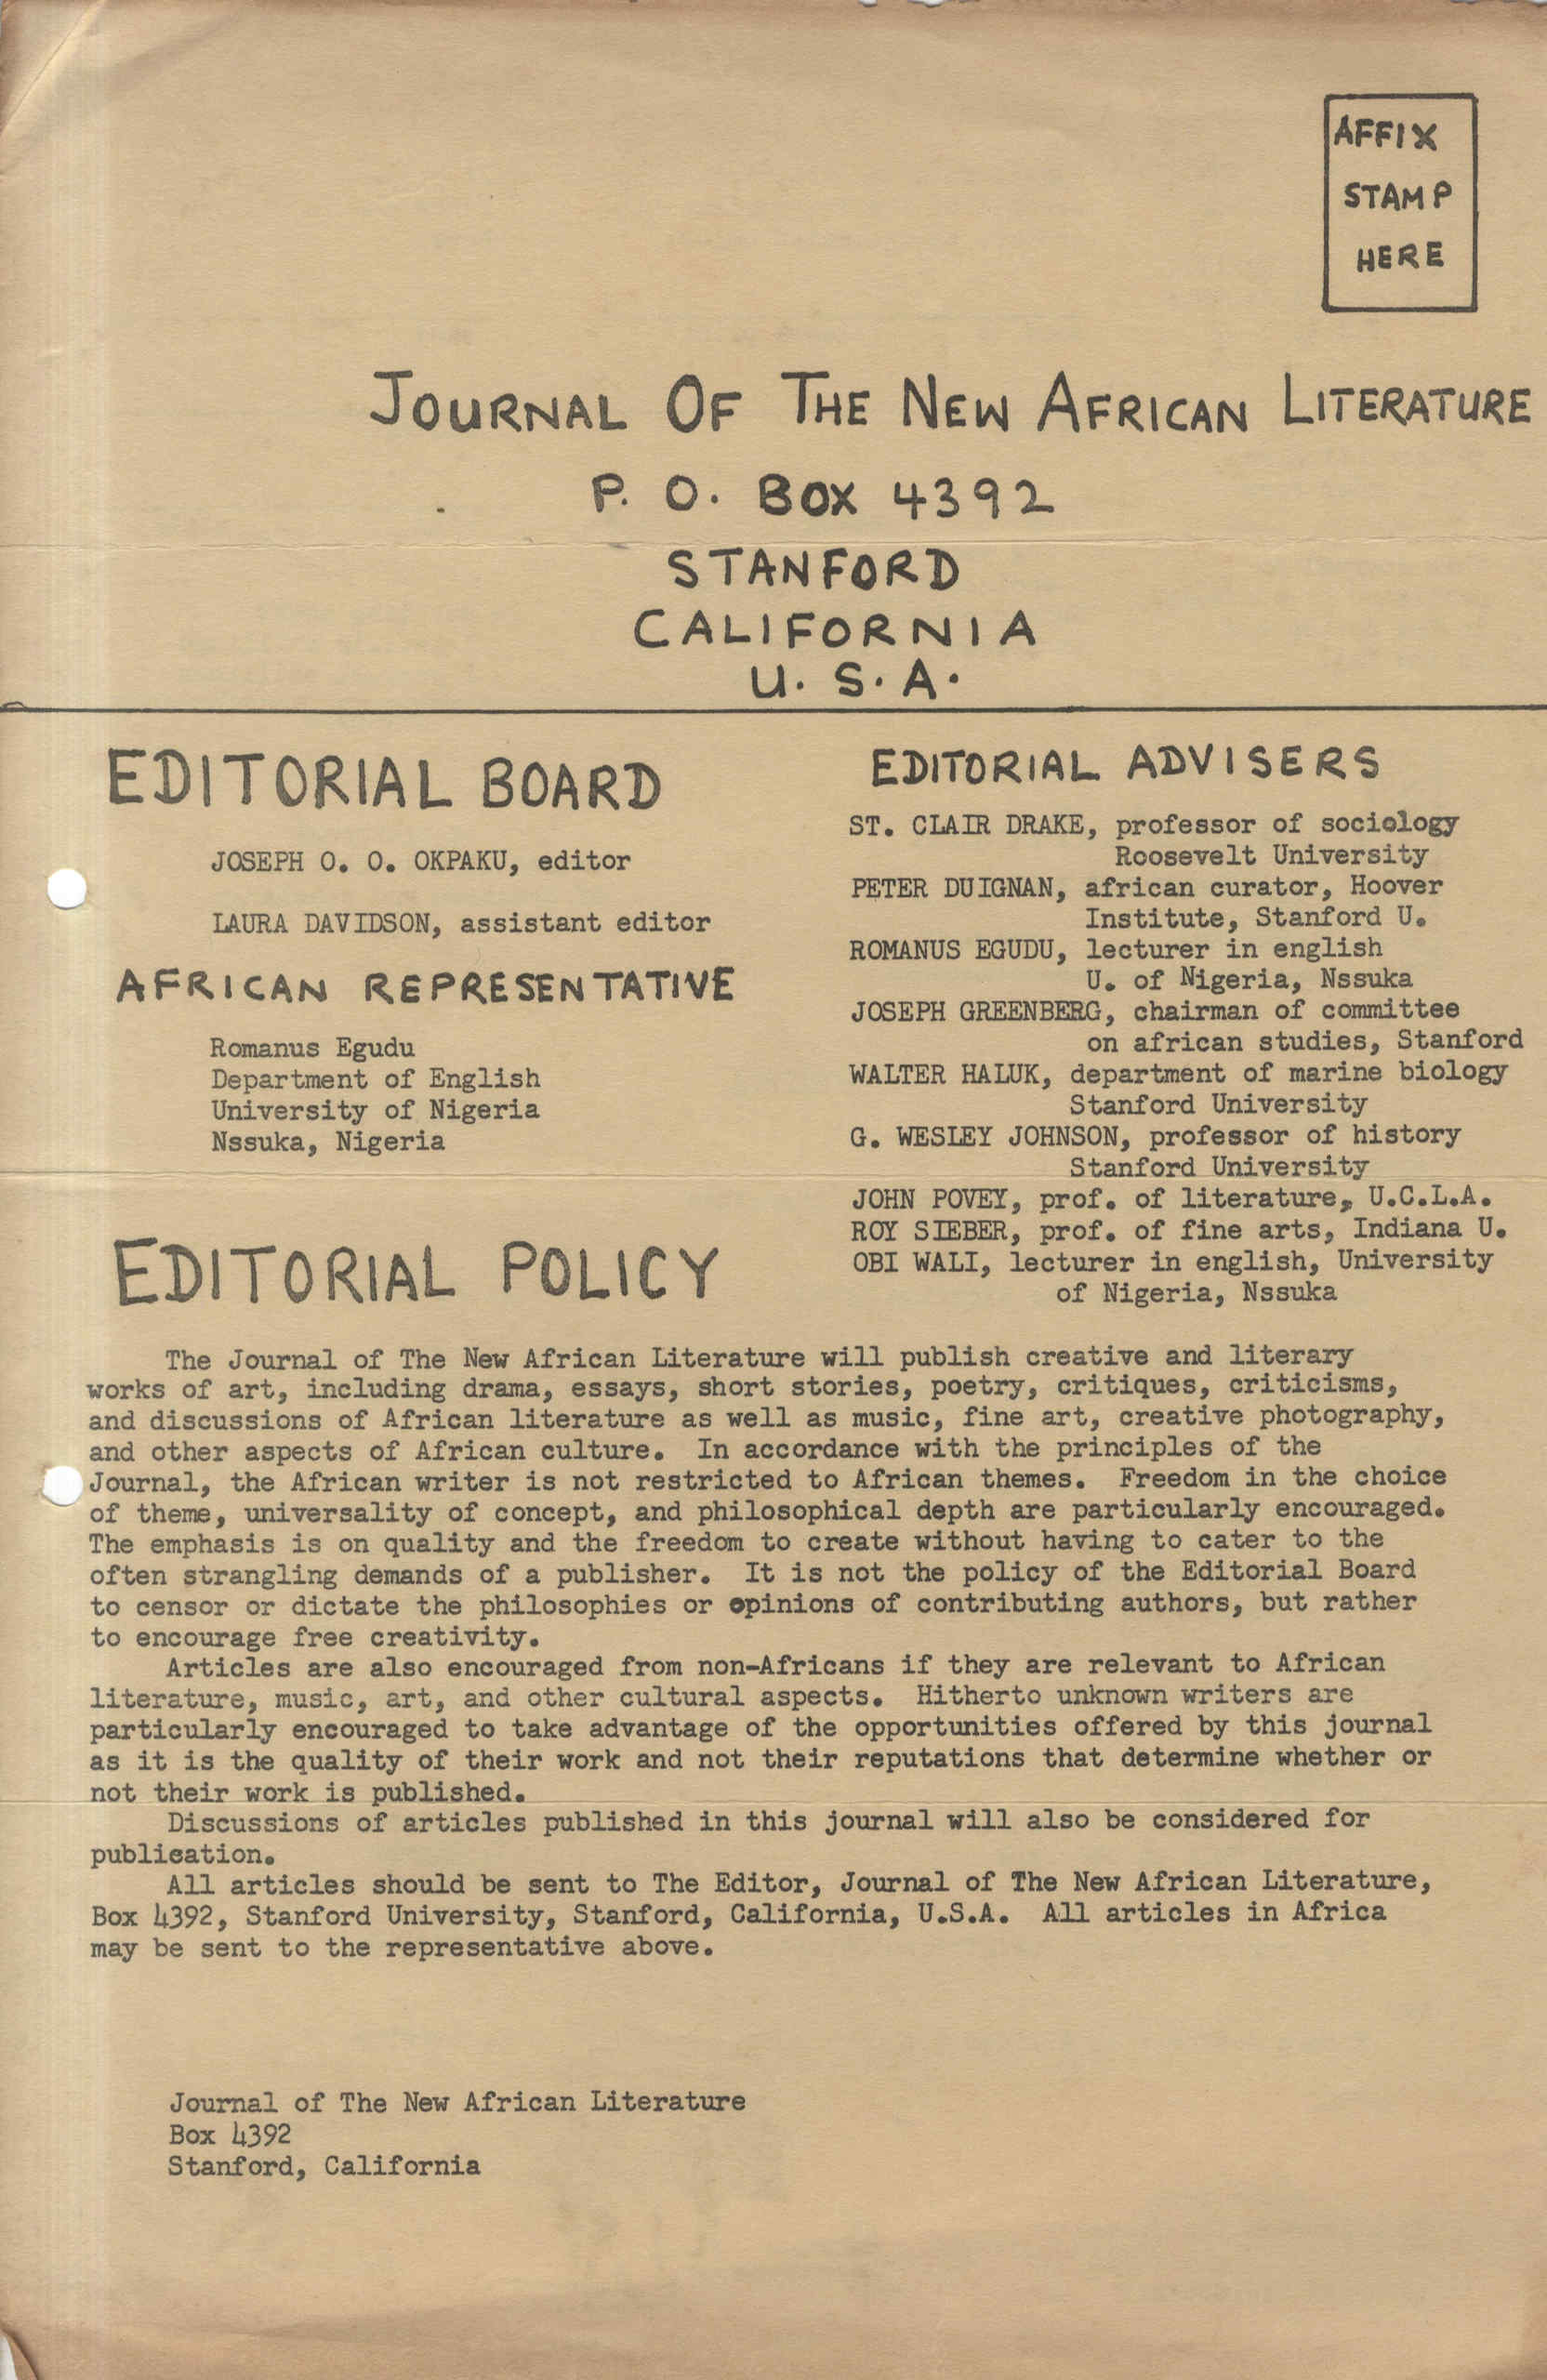 AFFIX
STAMP
HERE
JOURNAL OF THE NEW AFRICAN LITERATURE
P. O. BOX 4392
STANFORD
CALIFORNIA
U. S. A.
EDITORIAL BOARD
JOSEPH O. O. OKPAKU, editor
LAURA DAVIDSON, assistant editor
AFRICAN REPRESENTATIVE
Romanus Egudu
Department of English
University of Nigeria
Nssuka, Nigeria
EDITORIAL ADVISERS
ST. CLAIR DRAKE, professor of sociology
Roosevelt University
PETER DUIGNAN, african curator, Hoover
Institute, Stanford U.
ROMANUS EGUDU, lecturer in english
U. of Nigeria, Nssuka
JOSEPH GREENBERG, chairman of committee
on african studies, Stanford
WALTER HALUK, department of marine biology
Stanford University
G. WESLEY JOHNSON, professor of history
Stanford University
JOHN POVEY, prof. of literature, U.C.L.A.
ROY SIEBER, prof. of fine arts, Indiana U.
OBI WALI, lecturer in english, University
of Nigeria, Nssuka
EDITORIAL POLICY
The Journal of The New African Literature will publish creative and literary
works of art, including drama, essays, short stories, poetry, critiques, criticisms,
and discussions of African literature as well as music, fine art, creative photography,
and other aspects of African culture. In accordance with the principles of the
Journal, the African writer is not restricted to African themes. Freedom in the choice
of theme, universality of concept, and philosophical depth are particularly encouraged.
The emphasis is on quality and the freedom to create without having to cater to the
often strangling demands of a publisher. It is not the policy of the Editorial Board
to censor or dictate the philosophies or opinions of contributing authors, but rather
to encourage free creativity.
Articles are also encouraged from non-Africans if they are relevant to African
literature, music, art, and other cultural aspects. Hitherto unknown writers are
particularly encouraged to take advantage of the opportunities offered by this journal
as it is the quality of their work and not their reputations that determine whether or
not their work is published.
Discussions of articles published in this journal will also be considered for
publication.
All articles should be sent to The Editor, Journal of The New African Literature,
Box 4392, Stanford University, Stanford, California, U.S.A. All articles in Africa
may be sent to the representative above.
Journal of The New African Literature
Box 4392
Stanford, California